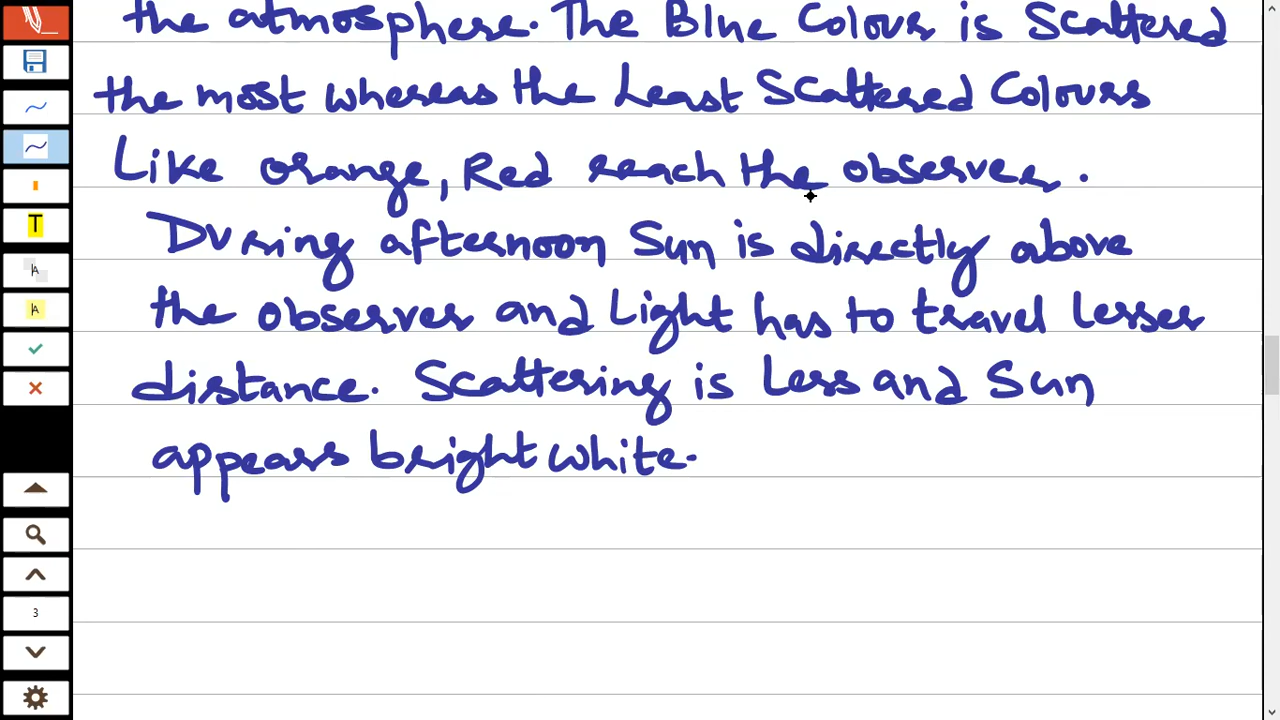 the atmosphere. The Blue Colour is Scattered
the most whereas the Least Scattered Colours
Like orange, Red reach the observer.
During afternoon Sun is directly above
the observer and Light has to travel lesser
distance. Scattering is Less and Sun
appears bright white.
T
A
A
3